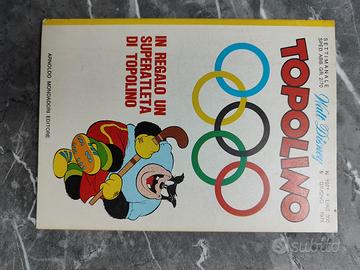 SETTIMANALE
SPED. ABB. GR. 2/70
Walt Disney
TOPOLINO
IN REGALO UN
SUPERATLETA
DI TOPOLINO
ARNOLDO MONDADORI EDITORE
subito